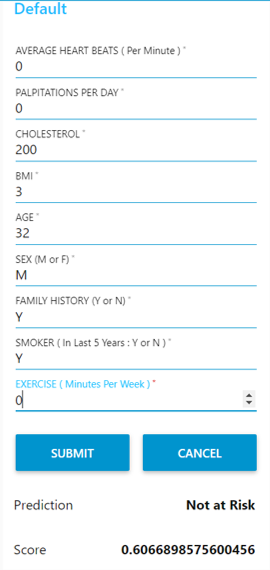 Default
AVERAGE HEART BEATS ( Per Minute ) *
0
PALPITATIONS PER DAY *
0
CHOLESTEROL *
200
BMI *
3
AGE *
32
SEX (M or F) *
M
FAMILY HISTORY (Y or N) *
Y
SMOKER ( In Last 5 Years : Y or N ) *
Y
EXERCISE ( Minutes Per Week ) *
0
SUBMIT CANCEL
Prediction Not at Risk
Score 0.6066898575600456